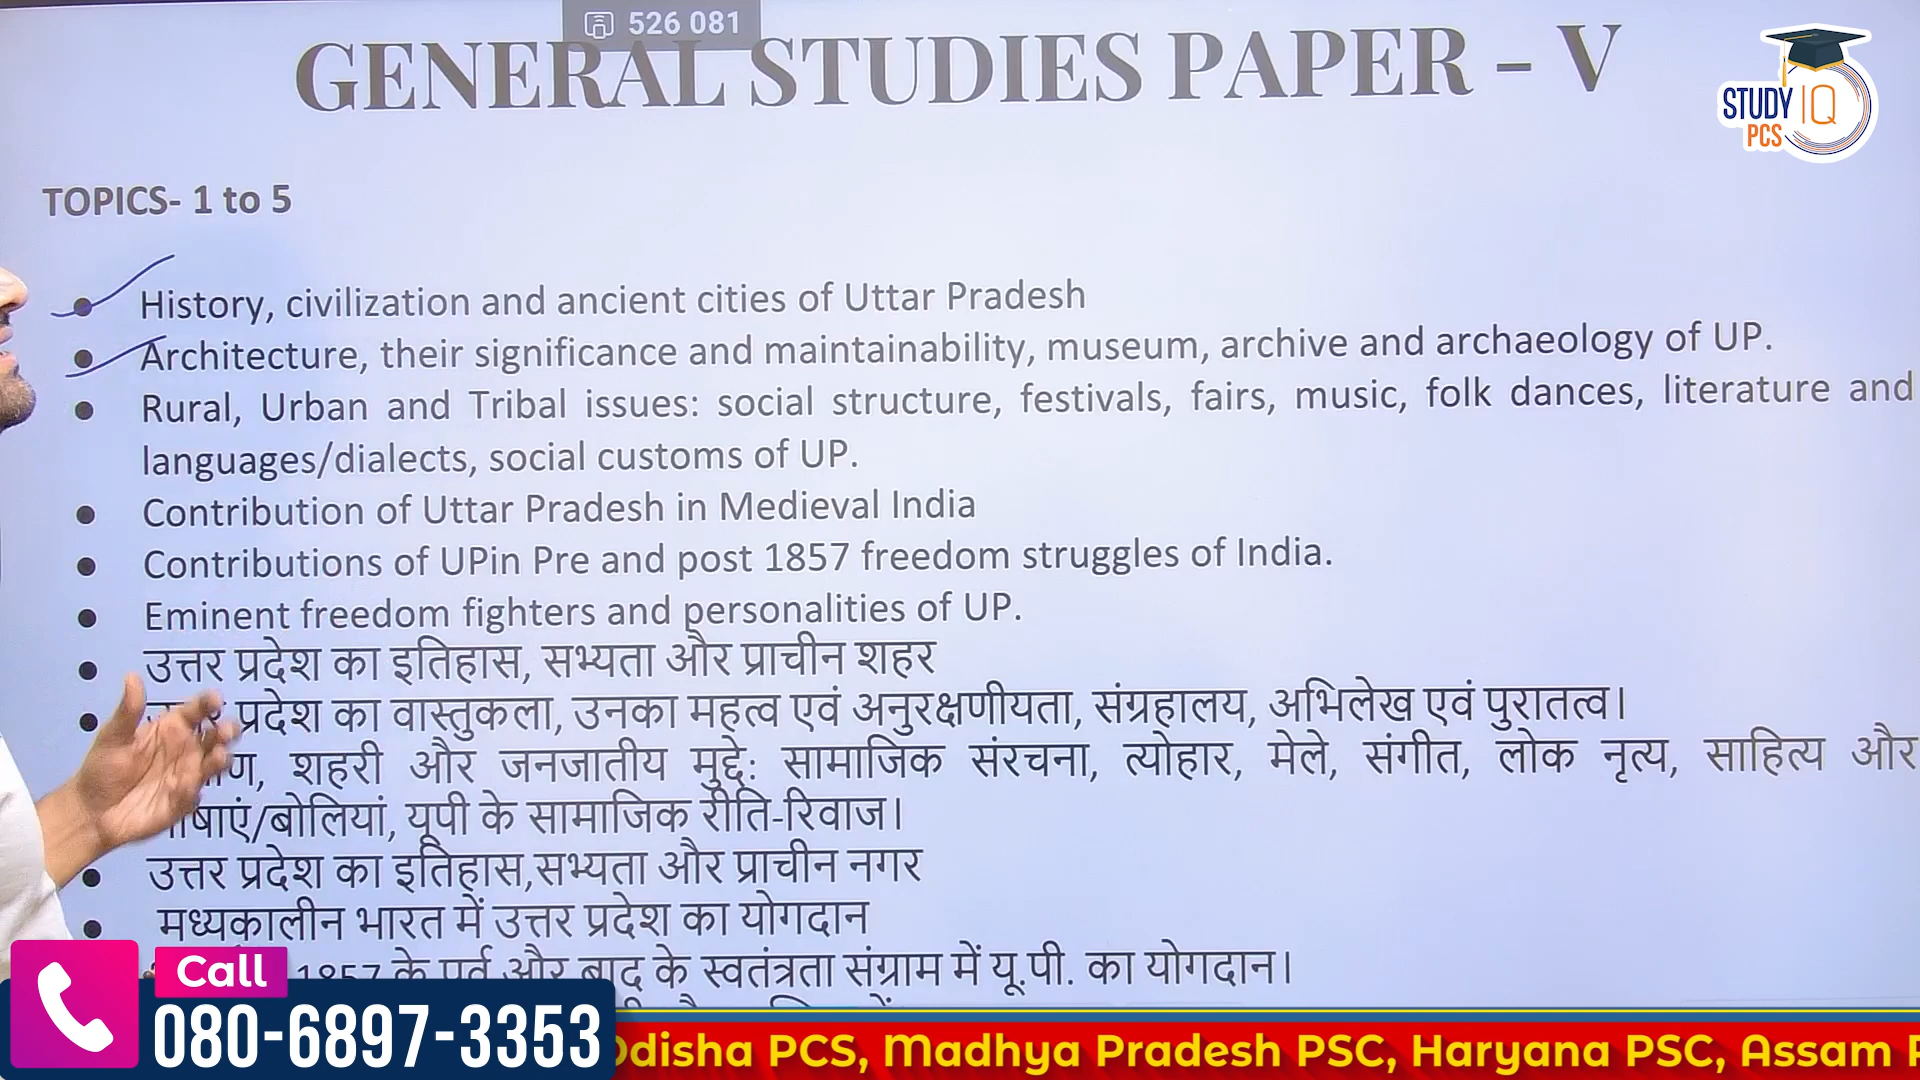 526 081
GENERAL STUDIES PAPER – V
STUDY IQ
PCS
TOPICS- 1 to 5
● History, civilization and ancient cities of Uttar Pradesh
● Architecture, their significance and maintainability, museum, archive and archaeology of UP.
● Rural, Urban and Tribal issues: social structure, festivals, fairs, music, folk dances, literature and
languages/dialects, social customs of UP.
● Contribution of Uttar Pradesh in Medieval India
● Contributions of UPin Pre and post 1857 freedom struggles of India.
● Eminent freedom fighters and personalities of UP.
● उत्तर प्रदेश का इतिहास, सभ्यता और प्राचीन शहर
● प्रदेश का वास्तुकला, उनका महत्व एवं अनुरक्षणीयता, संग्रहालय, अभिलेख एवं पुरातत्व।
शहरी और जनजातीय मुद्दे: सामाजिक संरचना, त्योहार, मेले, संगीत, लोक नृत्य, साहित्य और
/बोलियां, यूपी के सामाजिक रीति-रिवाज।
● उत्तर प्रदेश का इतिहास,सभ्यता और प्राचीन नगर
● मध्यकालीन भारत में उत्तर प्रदेश का योगदान
1857 के पूर्व और बाद के स्वतंत्रता संग्राम में यू.पी. का योगदान।
Call
080-6897-3353
Odisha PCS, Madhya Pradesh PSC, Haryana PSC, Assam